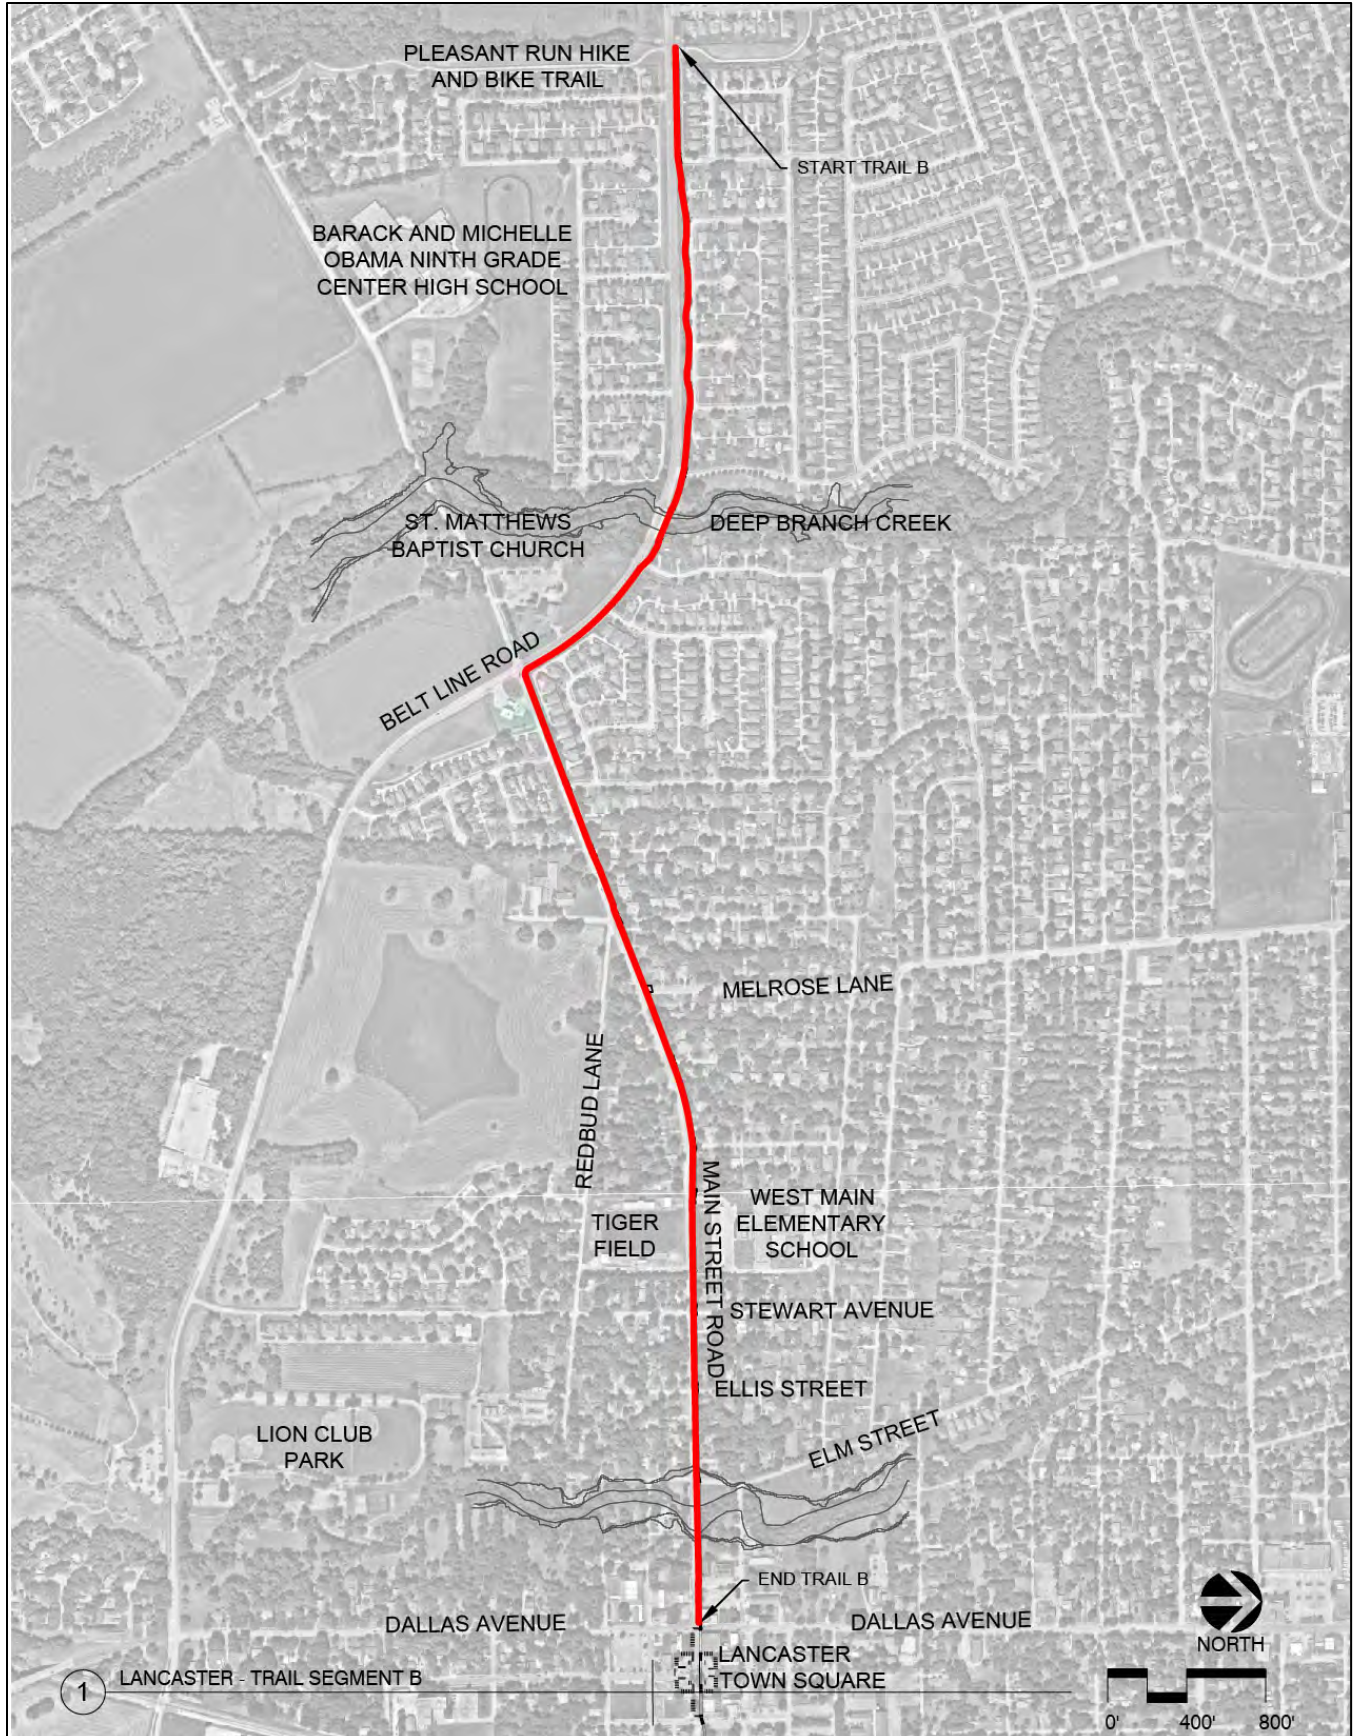 PLEASANT RUN HIKE
AND BIKE TRAIL
START TRAIL B
BARACK AND MICHELLE
OBAMA NINTH GRADE
CENTER HIGH SCHOOL
ST. MATTHEWS
BAPTIST CHURCH
DEEP BRANCH CREEK
BELT LINE ROAD
MELROSE LANE
REDBUD LANE
MAIN STREET ROAD
WEST MAIN
ELEMENTARY
SCHOOL
TIGER
FIELD
STEWART AVENUE
ELLIS STREET
ELM STREET
LION CLUB
PARK
END TRAIL B
DALLAS AVENUE
DALLAS AVENUE
NORTH
LANCASTER
TOWN SQUARE
1
LANCASTER - TRAIL SEGMENT B
0' 400' 800'